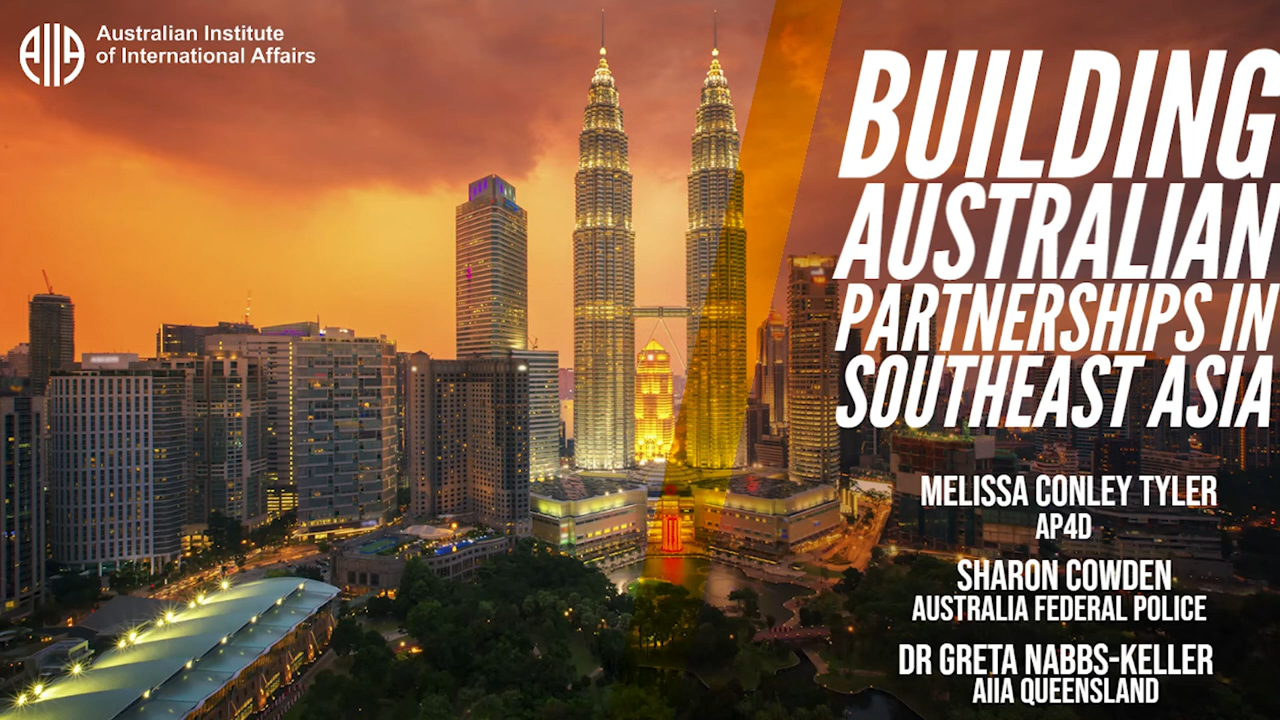 Australian Institute
of International Affairs
BUILDING
AUSTRALIAN
PARTNERSHIPS IN
SOUTHEAST ASIA
MELISSA CONLEY TYLER
AP4D
SHARON COWDEN
AUSTRALIA FEDERAL POLICE
DR GRETA NABBS-KELLER
AIIA QUEENSLAND